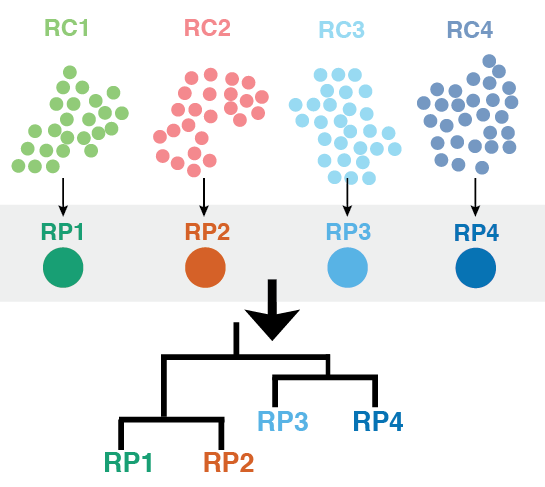 RC1 RC2 RC3 RC4
RP1 RP2 RP3 RP4
RP3 RP4
RP1 RP2